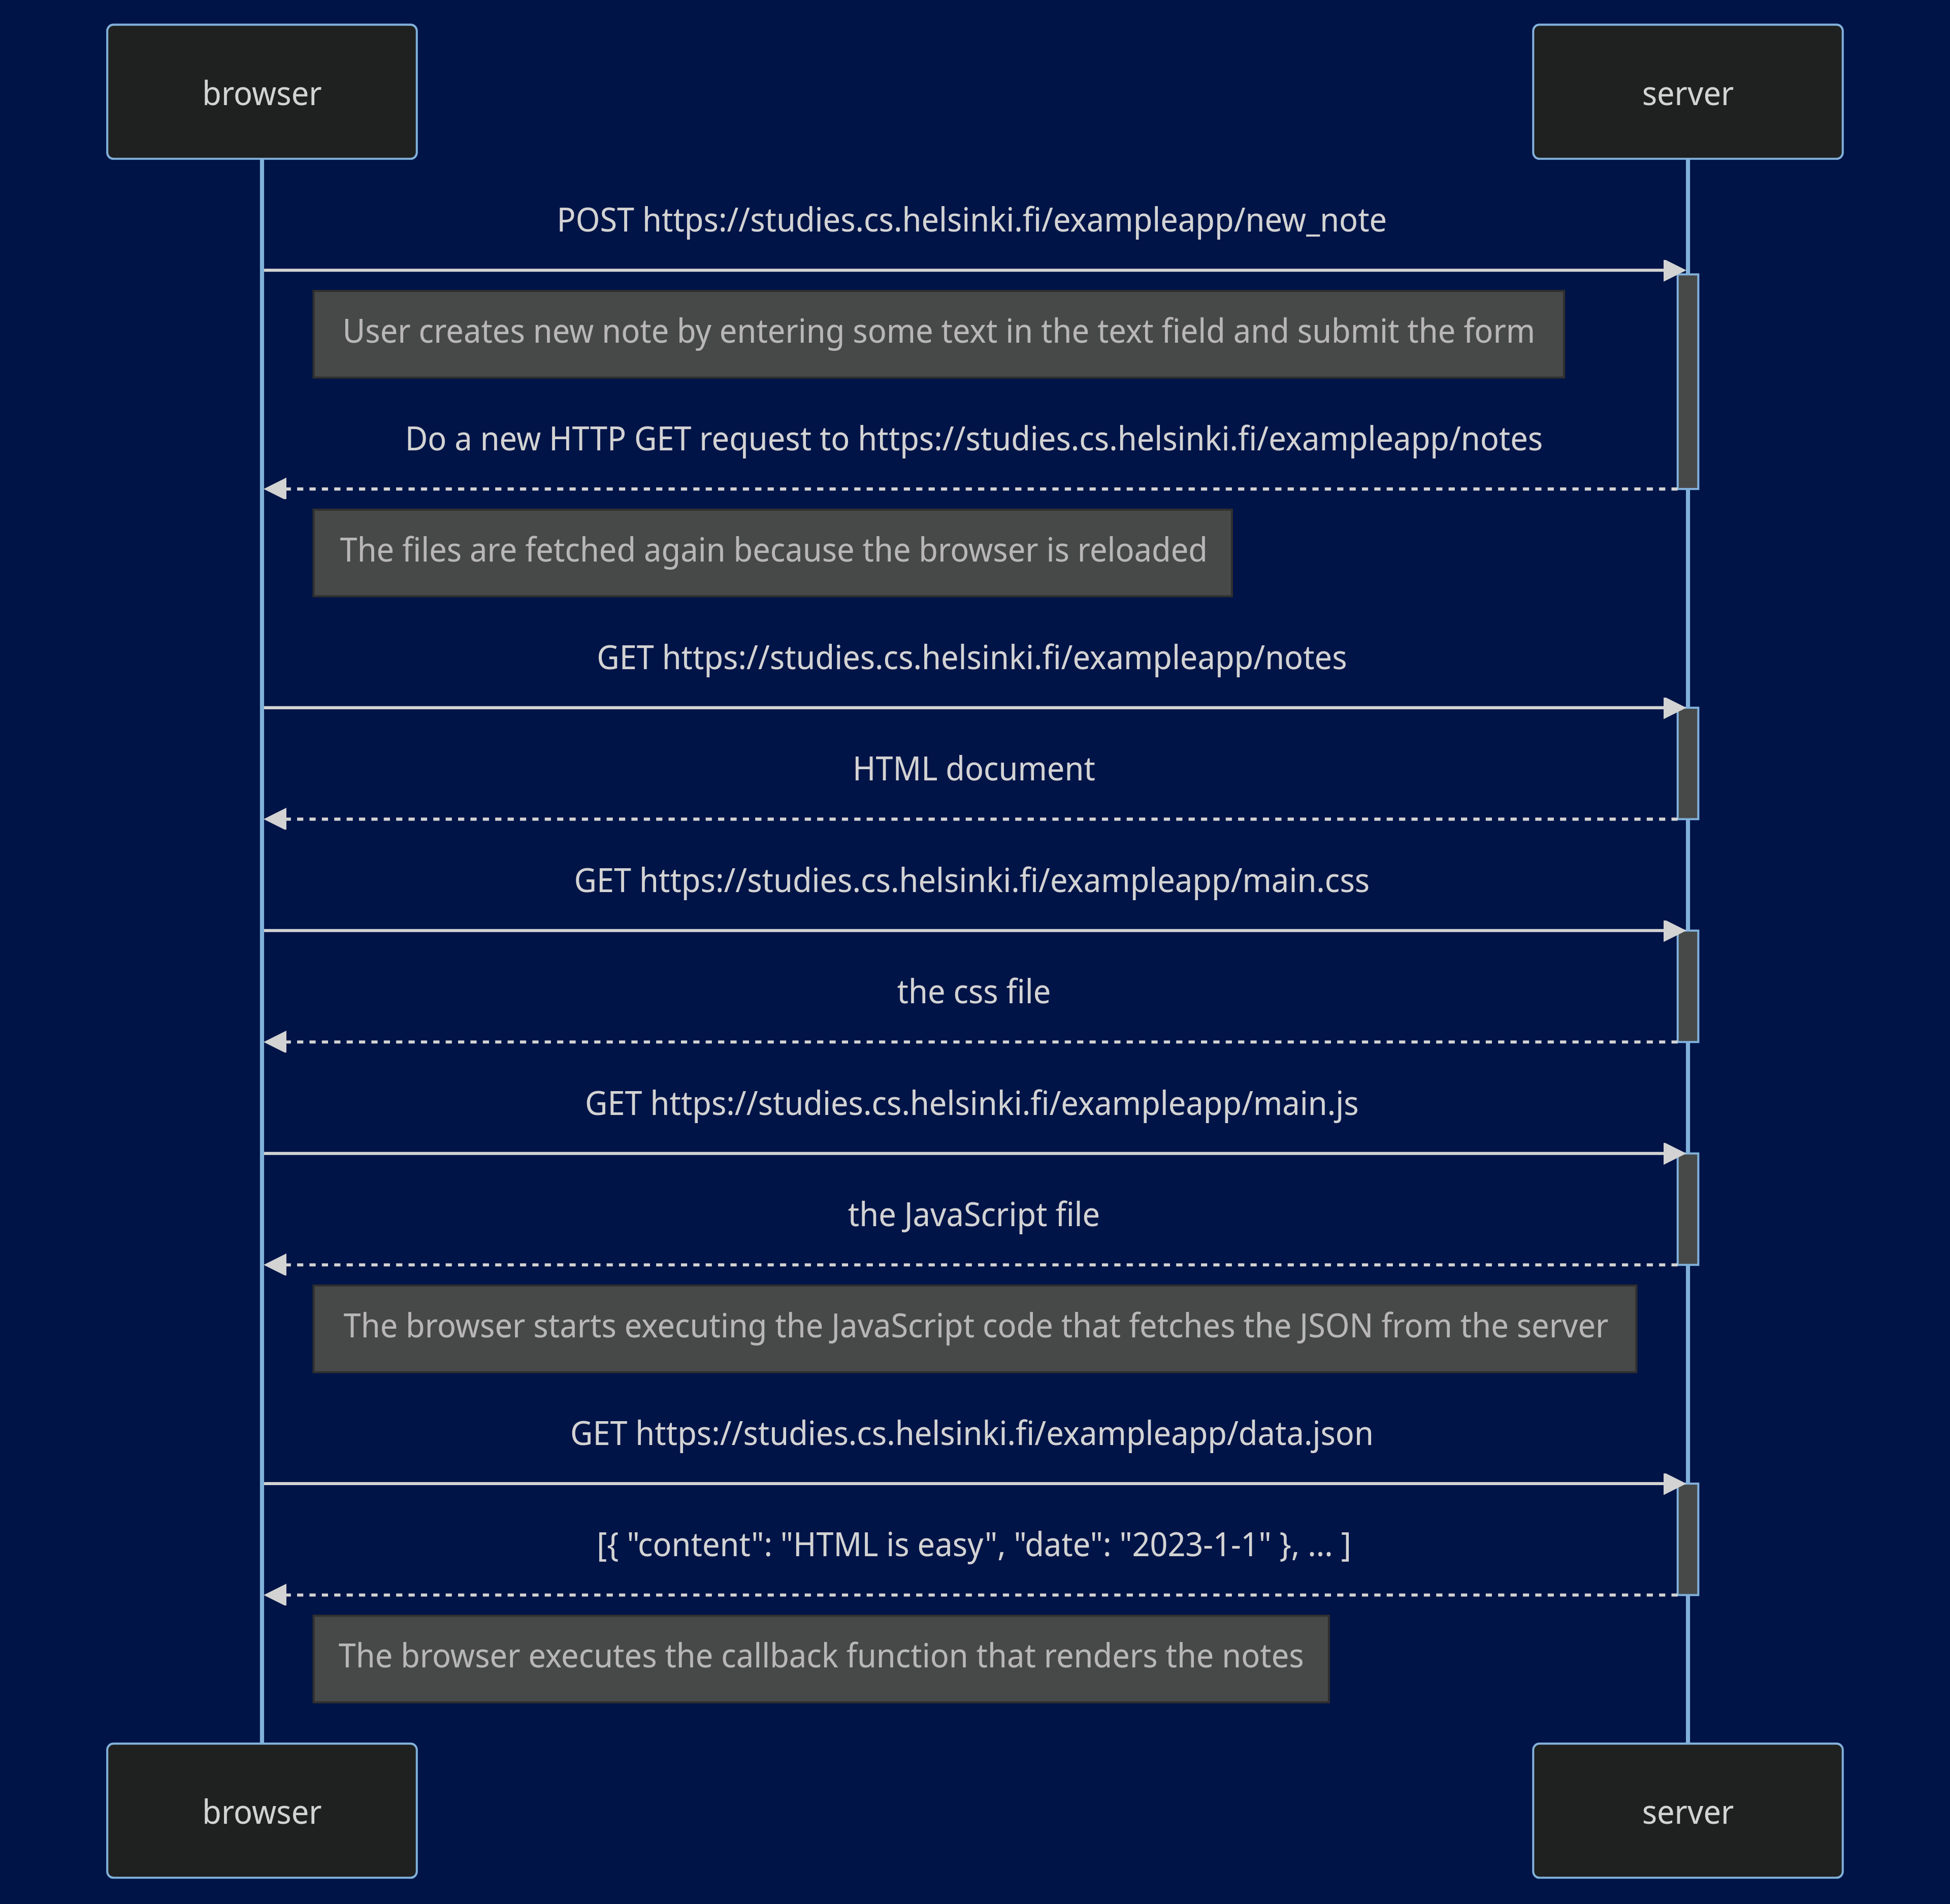 browser
server
POST https://studies.cs.helsinki.fi/exampleapp/new_note
User creates new note by entering some text in the text field and submit the form
Do a new HTTP GET request to https://studies.cs.helsinki.fi/exampleapp/notes
The files are fetched again because the browser is reloaded
GET https://studies.cs.helsinki.fi/exampleapp/notes
HTML document
GET https://studies.cs.helsinki.fi/exampleapp/main.css
the css file
GET https://studies.cs.helsinki.fi/exampleapp/main.js
the JavaScript file
The browser starts executing the JavaScript code that fetches the JSON from the server
GET https://studies.cs.helsinki.fi/exampleapp/data.json
[{ "content": "HTML is easy", "date": "2023-1-1" }, ... ]
The browser executes the callback function that renders the notes
browser
server